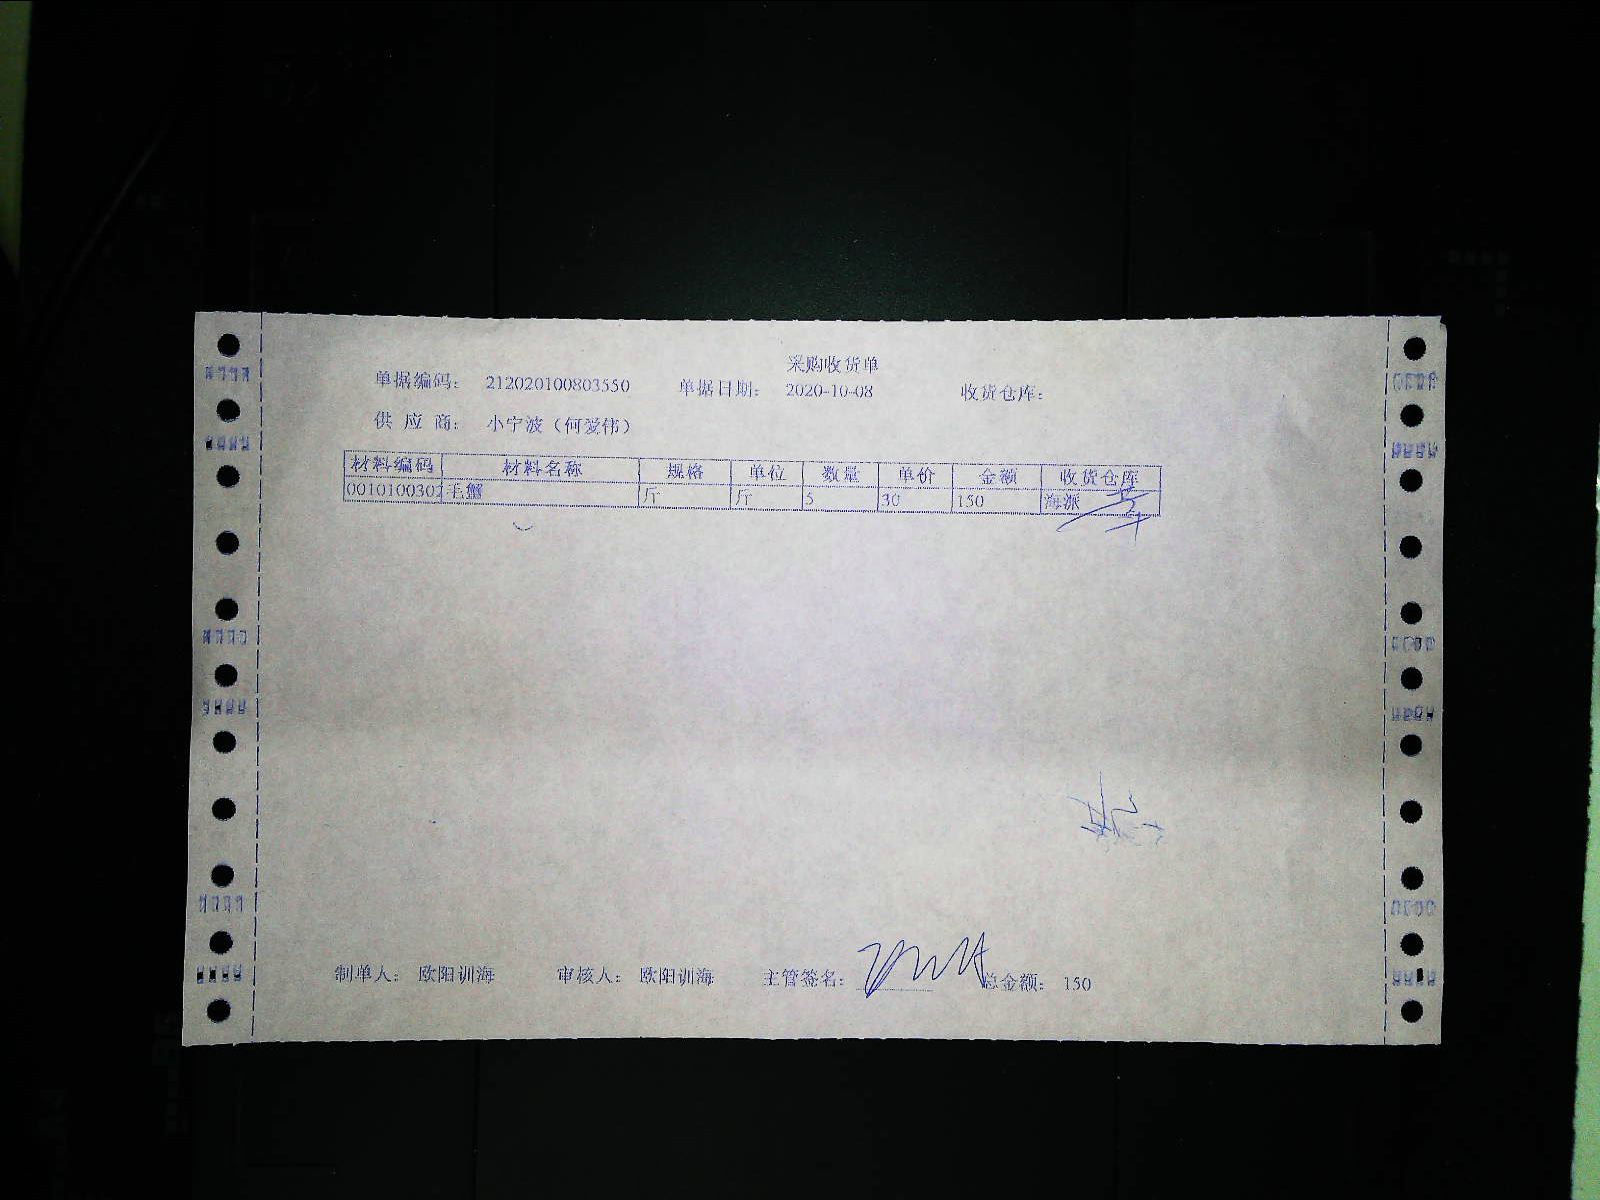 采购收货单
单据编码： 212020100803550 单据日期： 2020-10-08 收货仓库：
供 应 商： 小宁波（何爱伟）
材料编码 材料名称 规格 单位 数量 单价 金额 收货仓库
0010100302 毛蟹 斤 斤 5 30 150 海派
制单人： 欧阳训海 审核人： 欧阳训海 主管签名： 总金额： 150